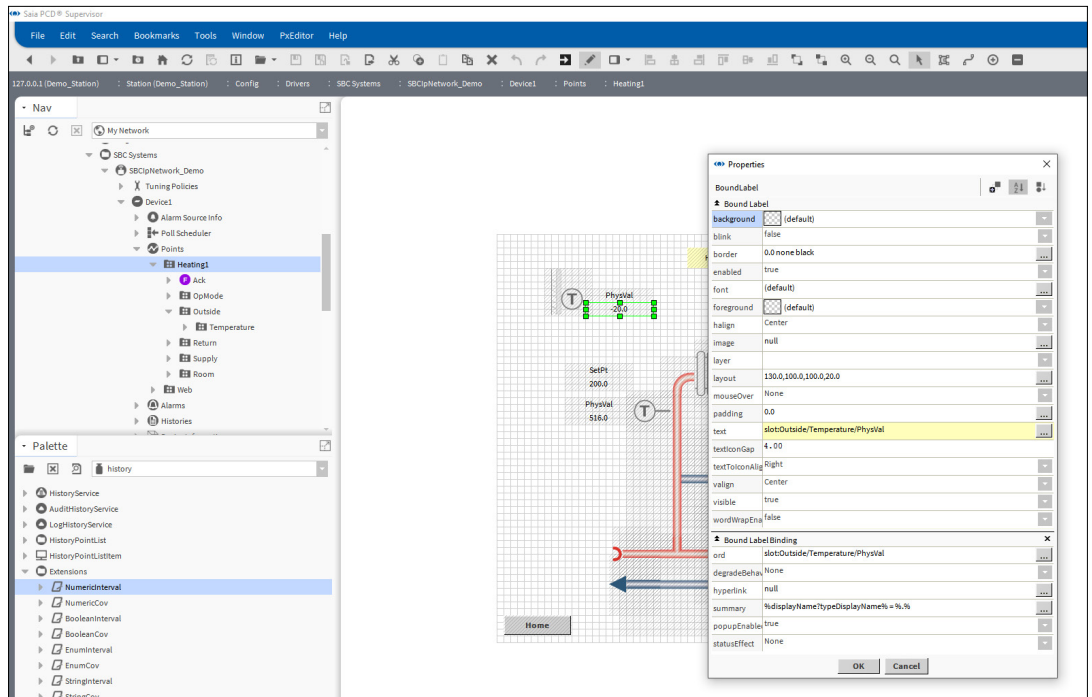 Saia PCD® Supervisor
File Edit Search Bookmarks Tools Window PxEditor Help
127.0.0.1 (Demo_Station) : Station (Demo_Station) : Config : Drivers : SBC Systems : SBCIpNetwork_Demo : Device1 : Points : Heating1
Nav
My Network
SBC Systems
SBCIpNetwork_Demo
Tuning Policies
Device1
Alarm Source Info
Poll Scheduler
Points
Heating1
F Ack
OpMode
Outside
Temperature
Return
Supply
Room
Web
Alarms
Histories
Palette
history
HistoryService
AuditHistoryService
LogHistoryService
HistoryPointList
HistoryPointListItem
Extensions
NumericInterval
NumericCov
BooleanInterval
BooleanCov
EnumInterval
EnumCov
StringInterval
StringCov
T
PhysVal
-20.0
SetPt
200.0
PhysVal
516.0
T
Home
Properties
BoundLabel
Bound Label
background (default)
blink false
border 0.0 none black
enabled true
font (default)
foreground (default)
halign Center
image null
layer
layout 130.0,100.0,100.0,20.0
mouseOver None
padding 0.0
text slot:Outside/Temperature/PhysVal
textIconGap 4.00
textToIconAlig Right
valign Center
visible true
wordWrapEna false
Bound Label Binding
ord slot:Outside/Temperature/PhysVal
degradeBehav None
hyperlink null
summary %displayName?typeDisplayName% = %.%
popupEnable true
statusEffect None
OK Cancel